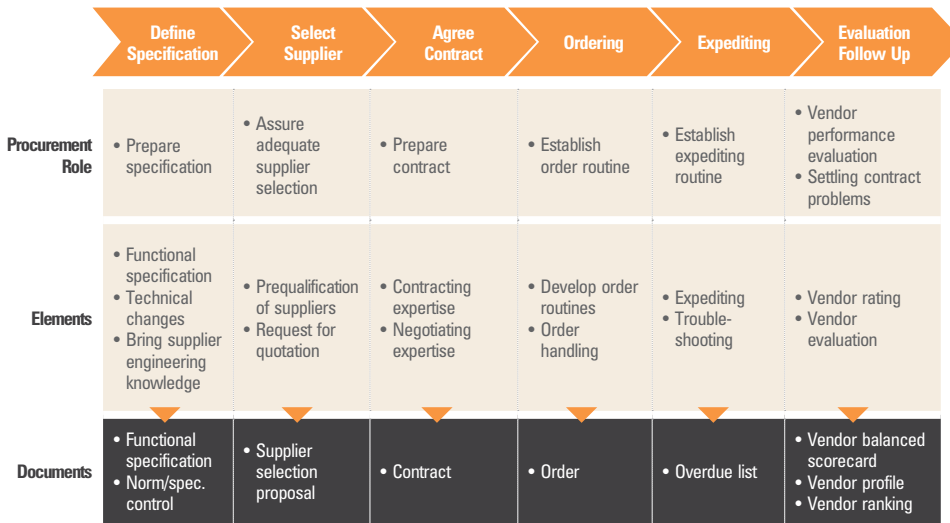 Define
Specification
Select
Supplier
Agree
Contract
Ordering
Expediting
Evaluation
Follow Up
Procurement
Role
• Prepare
specification
• Assure
adequate
supplier
selection
• Prepare
contract
• Establish
order routine
• Establish
expediting
routine
• Vendor
performance
evaluation
• Settling contract
problems
Elements
• Functional
specification
• Technical
changes
• Bring supplier
engineering
knowledge
• Prequalification
of suppliers
• Request for
quotation
• Contracting
expertise
• Negotiating
expertise
• Develop order
routines
• Order
handling
• Expediting
• Trouble-
shooting
• Vendor rating
• Vendor
evaluation
Documents
• Functional
specification
• Norm/spec.
control
• Supplier
selection
proposal
• Contract
• Order
• Overdue list
• Vendor balanced
scorecard
• Vendor profile
• Vendor ranking